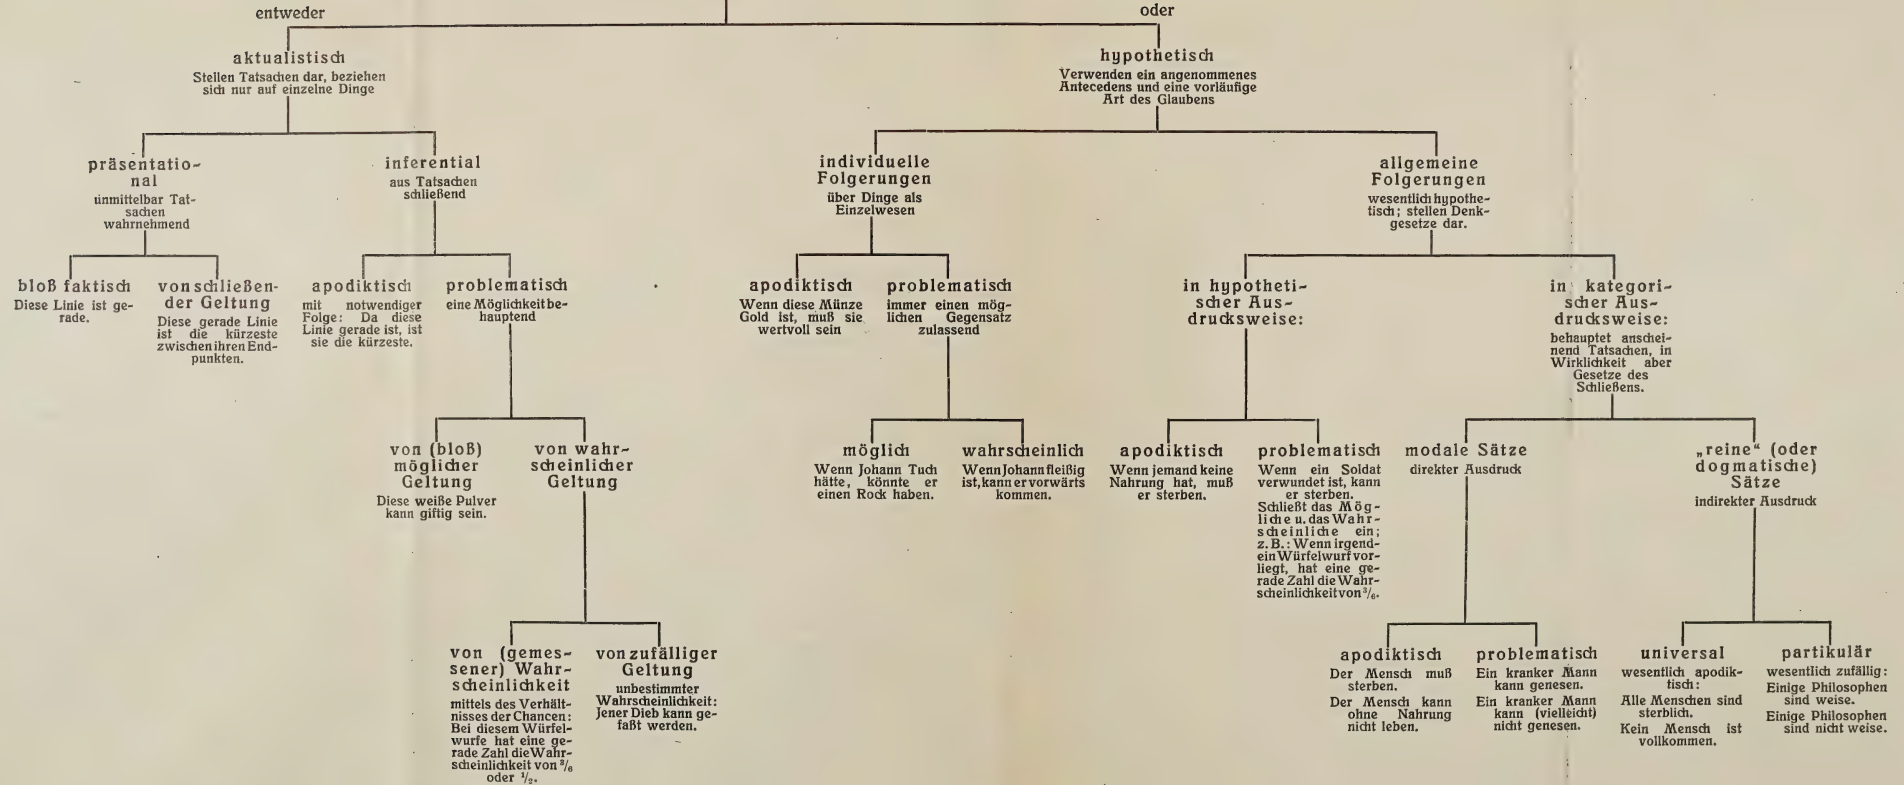 entweder
oder
aktualistisch
Stellen Tatsachen dar, beziehen
sich nur auf einzelne Dinge
hypothetisch
Verwenden ein angenommenes
Antecedens und eine vorläufige
Art des Glaubens
präsentatio-
nal
unmittelbar Tat-
sachen
wahrnehmend
inferential
aus Tatsachen
schließend
individuelle
Folgerungen
über Dinge als
Einzelwesen
allgemeine
Folgerungen
wesentlich hypothe-
tisch; stellen Denk-
gesetze dar.
bloß faktisch
Diese Linie ist ge-
rade.
von schließen-
der Geltung
Diese gerade Linie
ist die kürzeste
zwischen ihren End-
punkten.
apodiktisch
mit notwendiger
Folge: Da diese
Linie gerade ist, ist
sie die kürzeste.
problematisch
eine Möglichkeit be-
hauptend
apodiktisch
Wenn diese Münze
Gold ist, muß sie
wertvoll sein
problematisch
immer einen mög-
lichen Gegensatz
zulassend
in hypotheti-
scher Aus-
drucksweise:
in kategori-
scher Aus-
drucksweise:
behauptet anschei-
nend Tatsachen, in
Wirklichkeit aber
Gesetze des
Schließens.
von (bloß)
möglicher
Geltung
Diese weiße Pulver
kann giftig sein.
von wahr-
scheinlicher
Geltung
möglich
Wenn Johann Tuch
hätte, könnte er
einen Rock haben.
wahrscheinlich
Wenn Johann fleißig
ist, kann er vorwärts
kommen.
apodiktisch
Wenn jemand keine
Nahrung hat, muß
er sterben.
problematisch
Wenn ein Soldat
verwundet ist, kann
er sterben.
Schließt das Mög-
liche u. das Wahr-
scheinliche ein;
z. B.: Wenn irgend-
ein Würfelwurf vor-
liegt, hat eine ge-
rade Zahl die Wahr-
scheinlichkeit von 3/6.
modale Sätze
direkter Ausdruck
„reine“ (oder
dogmatische)
Sätze
indirekter Ausdruck
von (gemes-
sener) Wahr-
scheinlichkeit
mittels des Verhält-
nisses der Chancen:
Bei diesem Würfel-
wurfe hat eine ge-
rade Zahl die Wahr-
scheinlichkeit von 3/6
oder 1/2.
von zufälliger
Geltung
unbestimmter
Wahrscheinlichkeit:
Jener Dieb kann ge-
faßt werden.
apodiktisch
Der Mensch muß
sterben.
Der Mensch kann
ohne Nahrung
nicht leben.
problematisch
Ein kranker Mann
kann genesen.
Ein kranker Mann
kann (vielleicht)
nicht genesen.
universal
wesentlich apodik-
tisch:
Alle Menschen sind
sterblich.
Kein Mensch ist
vollkommen.
partikulär
wesentlich zufällig:
Einige Philosophen
sind weise.
Einige Philosophen
sind nicht weise.